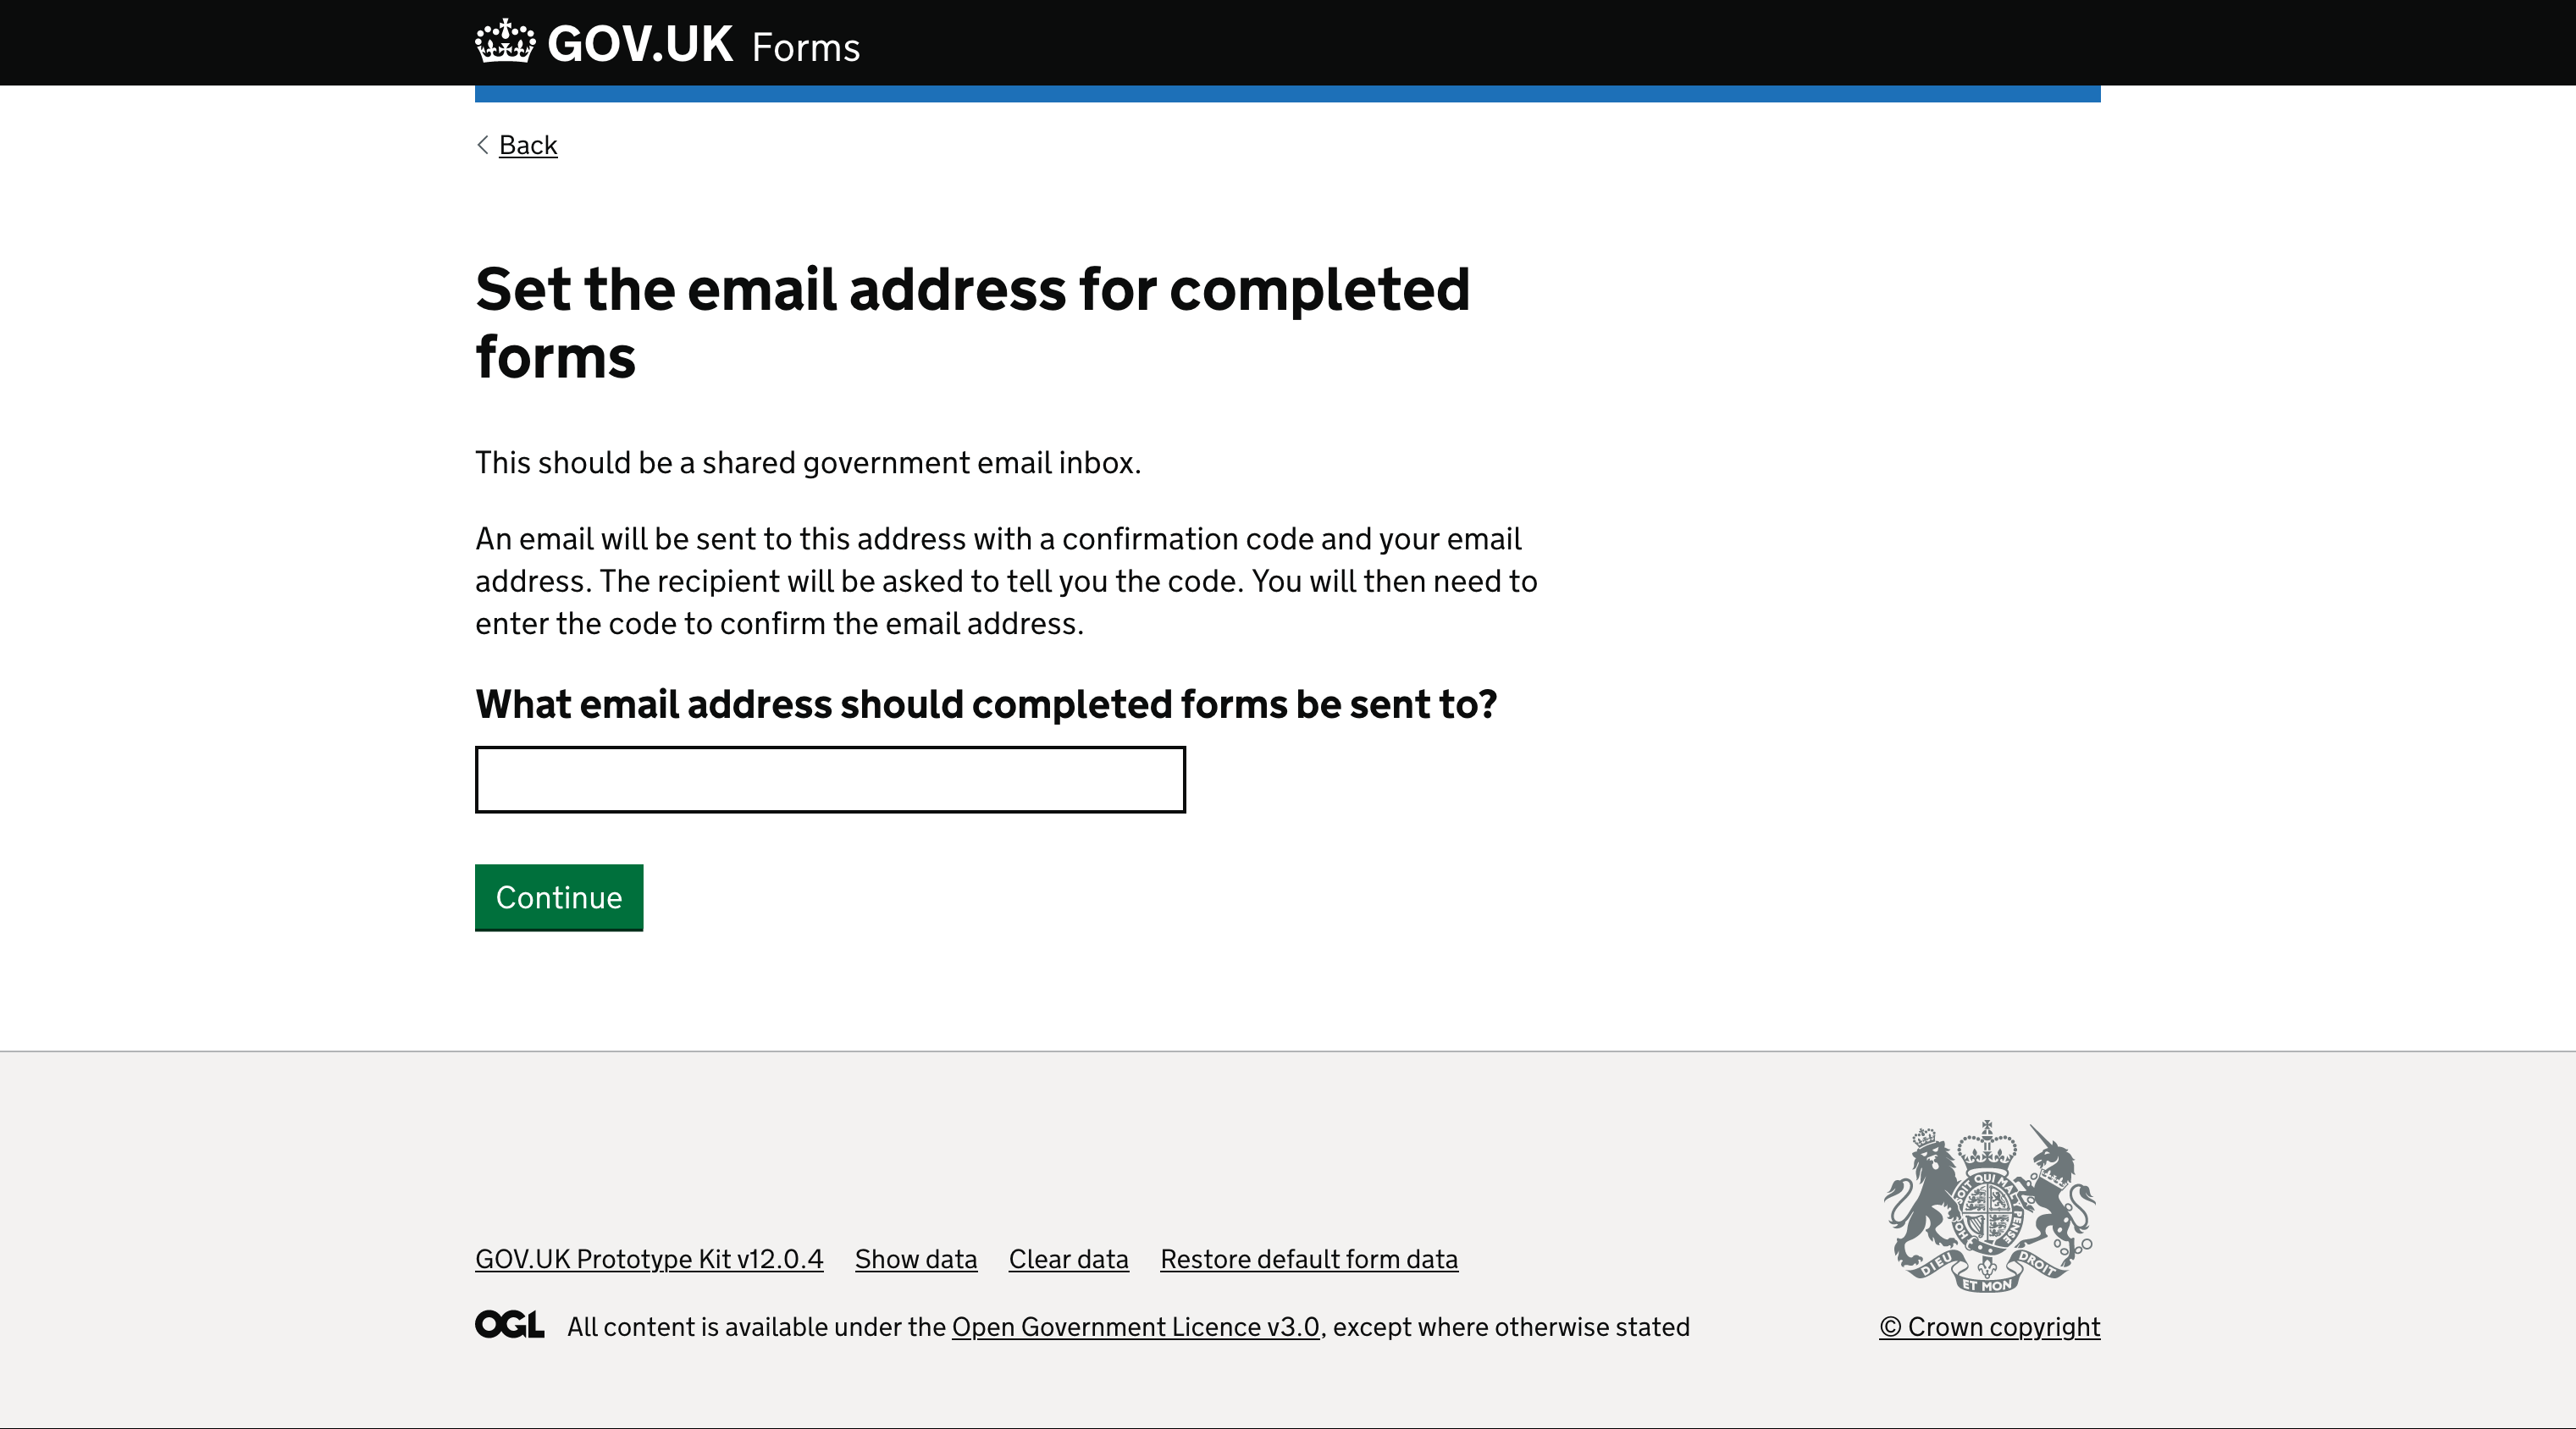 GOV.UK Forms
Back
Set the email address for completed
forms
This should be a shared government email inbox.
An email will be sent to this address with a confirmation code and your email
address. The recipient will be asked to tell you the code. You will then need to
enter the code to confirm the email address.
What email address should completed forms be sent to?
Continue
GOV.UK Prototype Kit v12.0.4 Show data Clear data Restore default form data
DIEU ET MON DROIT
OGL All content is available under the Open Government Licence v3.0, except where otherwise stated
© Crown copyright